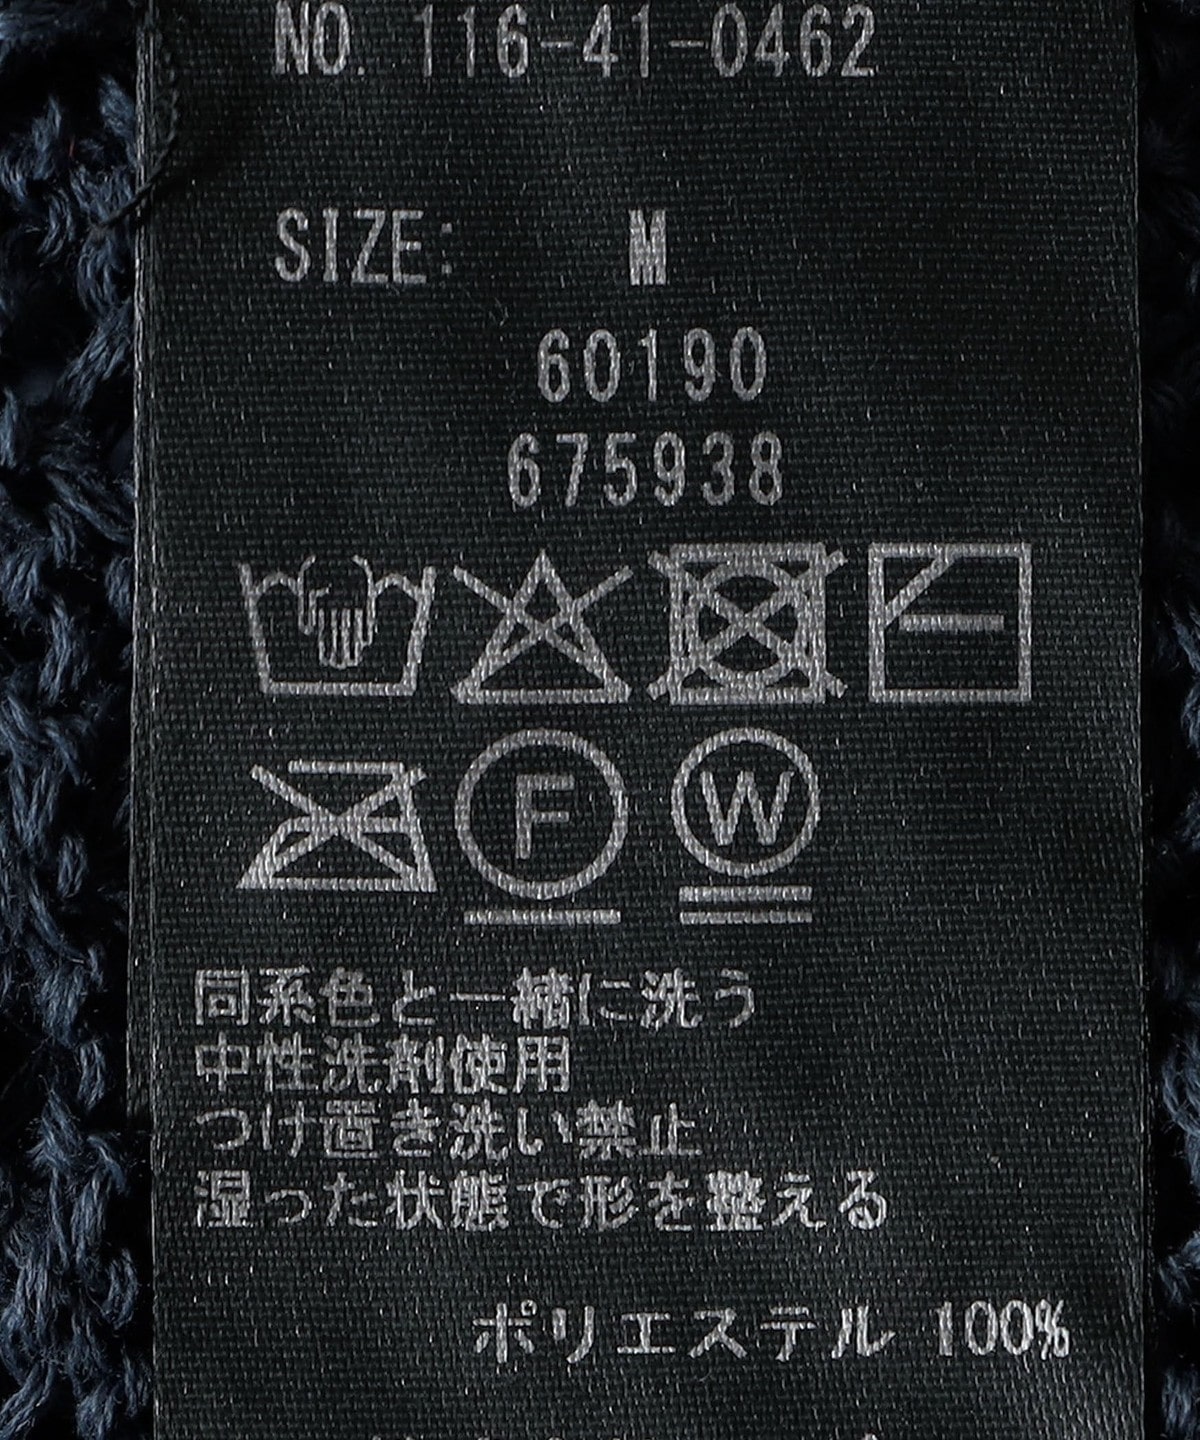 NO. 116-41-0462
SIZE: M
60190
675938
F W
同系色と一緒に洗う
中性洗剤使用
つけ置き洗い禁止
湿った状態で形を整える
ポリエステル 100%